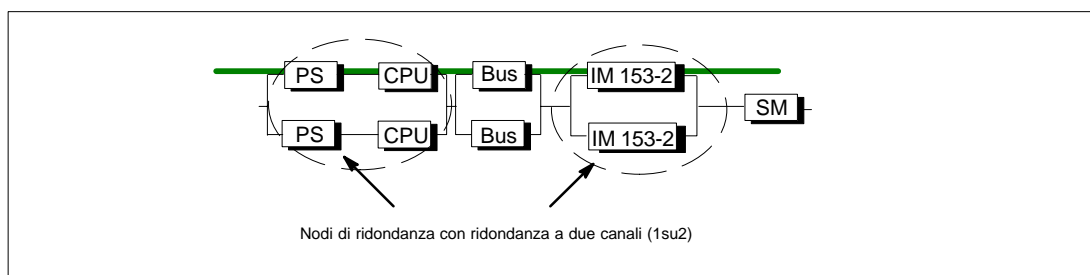 PS CPU Bus IM 153-2
SM
PS CPU Bus IM 153-2
Nodi di ridondanza con ridondanza a due canali (1su2)